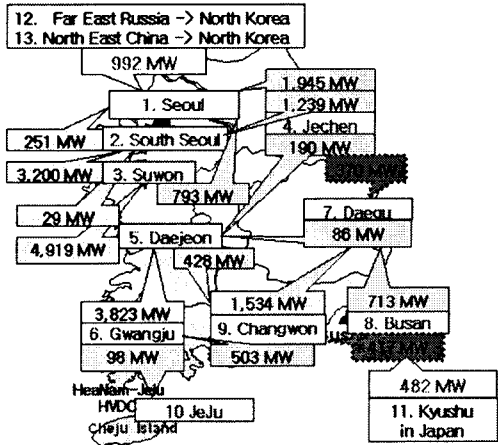 12. Far East Russia -> North Korea
13. North East China -> North Korea
992 MW
1,945 MW
1. Seoul
1,239 MW
251 MW
2. South Seoul
4. Jechen
190 MW
3,200 MW
3. Suwon
793 MW
29 MW
7. Daegu
4,919 MW
5. Daejeon
86 MW
428 MW
3,823 MW
1,534 MW
713 MW
6. Gwangju
9. Changwon
8. Busan
98 MW
503 MW
HeaNam-Jeju
HVDC
10 JeJu
Cheju Island
482 MW
11. Kyushu
in Japan